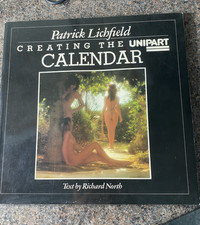 Patrick Lichfield
CREATING THE UNIPART
CALENDAR
Text by Richard North